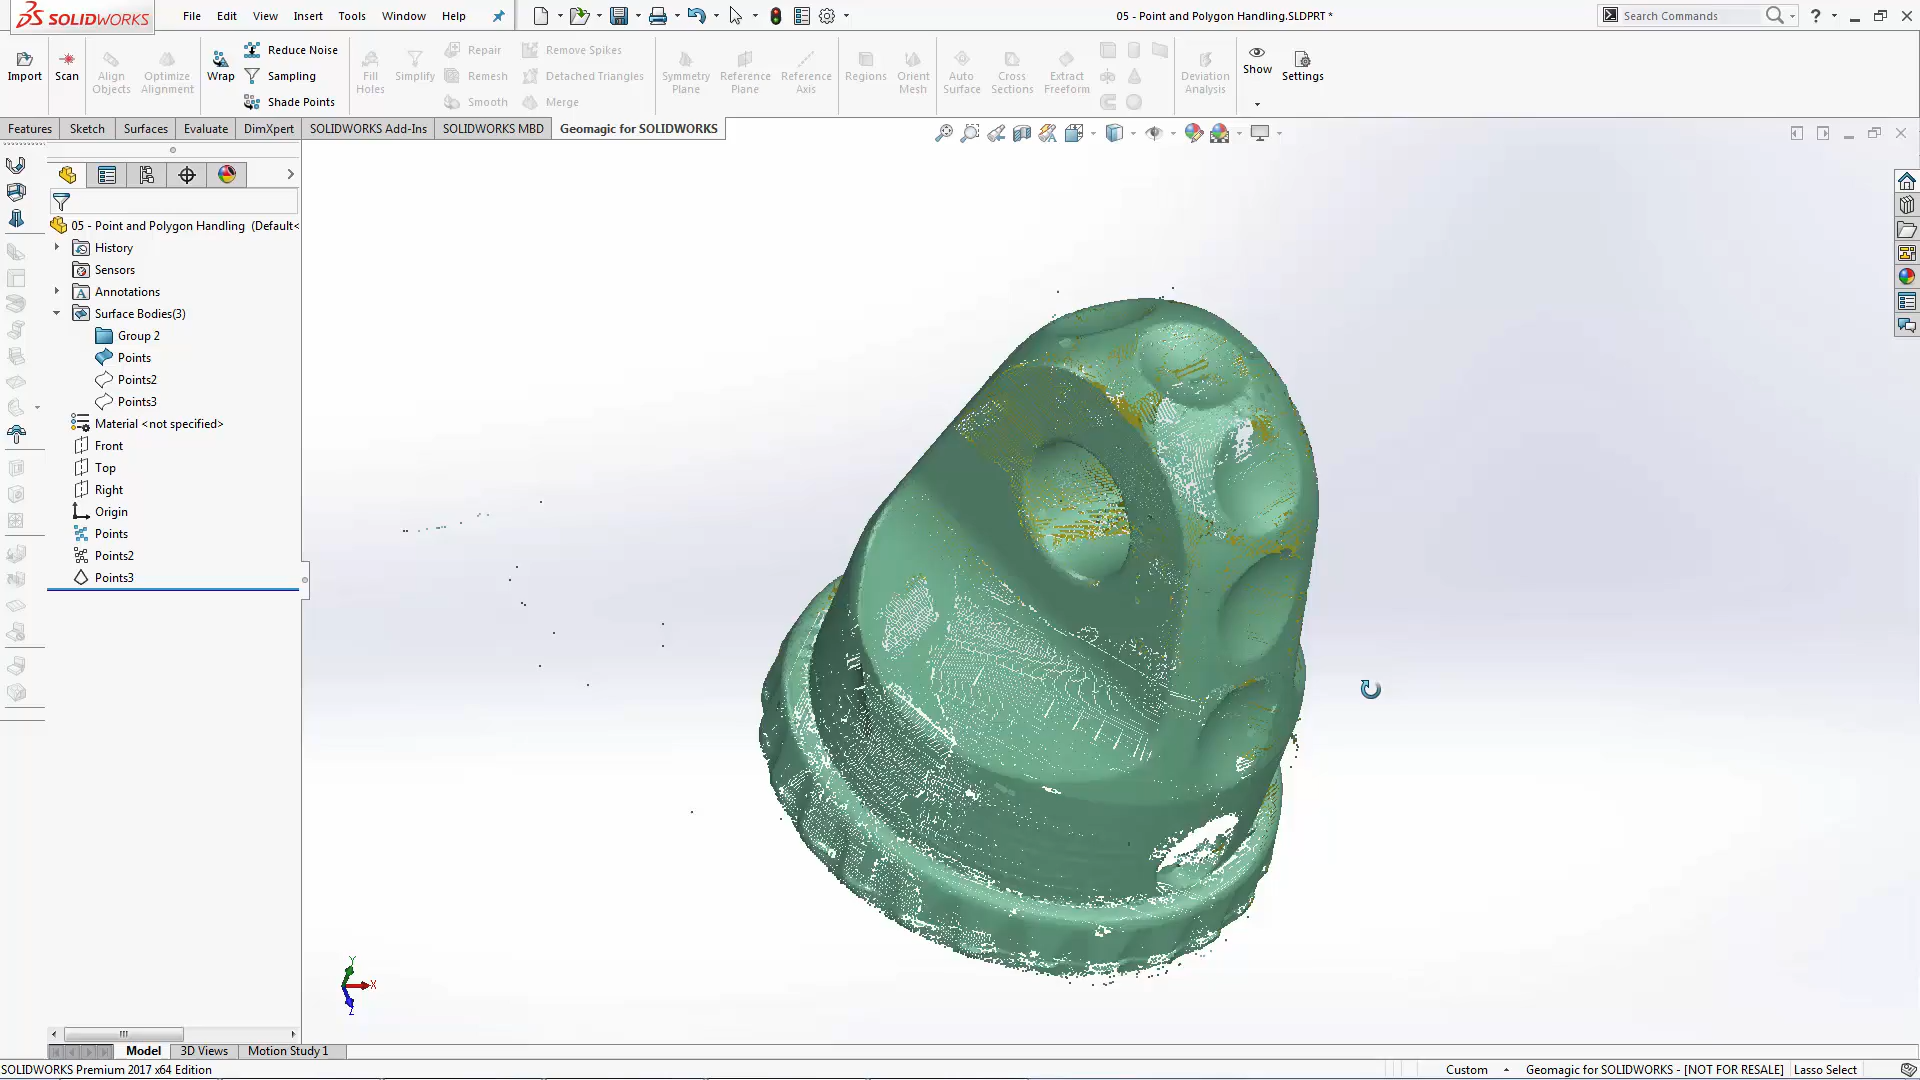 SOLIDWORKS
File Edit View Insert Tools Window Help
05 - Point and Polygon Handling.SLDPRT *
Search Commands
Import
Scan
Align Objects
Optimize Alignment
Wrap
Reduce Noise
Sampling
Shade Points
Fill Holes
Simplify
Repair
Remesh
Smooth
Remove Spikes
Detached Triangles
Merge
Symmetry Plane
Reference Plane
Reference Axis
Regions
Orient Mesh
Auto Surface
Cross Sections
Extract Freeform
Deviation Analysis
Show
Settings
Features Sketch Surfaces Evaluate DimXpert SOLIDWORKS Add-Ins SOLIDWORKS MBD Geomagic for SOLIDWORKS
05 - Point and Polygon Handling (Default<
History
Sensors
Annotations
Surface Bodies(3)
Group 2
Points
Points2
Points3
Material <not specified>
Front
Top
Right
Origin
Points
Points2
Points3
Y
X
Z
Model 3D Views Motion Study 1
SOLIDWORKS Premium 2017 x64 Edition
Custom
Geomagic for SOLIDWORKS - [NOT FOR RESALE]
Lasso Select